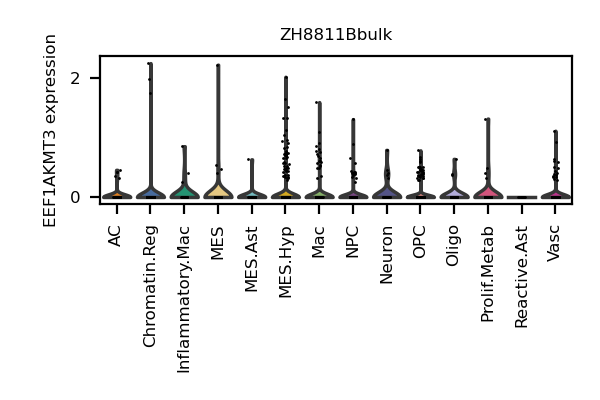 ZH8811Bbulk
EEF1AKMT3 expression
2
0
AC
Chromatin.Reg
Inflammatory.Mac
MES
MES.Ast
MES.Hyp
Mac
NPC
Neuron
OPC
Oligo
Prolif.Metab
Reactive.Ast
Vasc